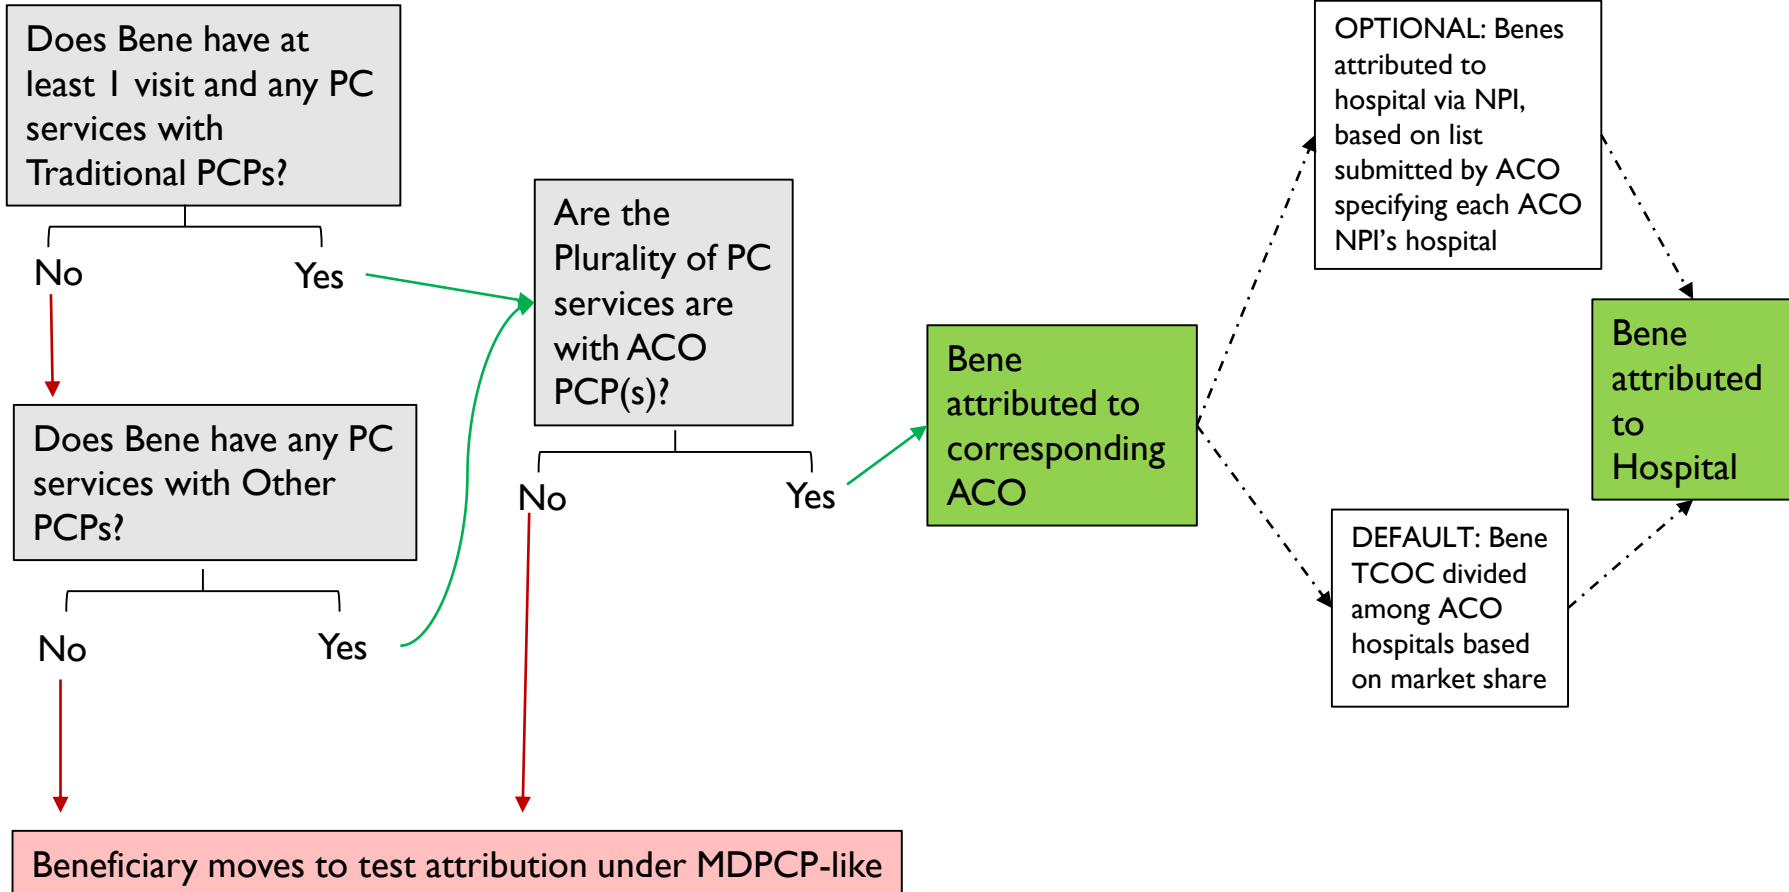 Does Bene have at
least 1 visit and any PC
services with
Traditional PCPs?
No
Yes
Does Bene have any PC
services with Other
PCPs?
No
Yes
Are the
Plurality of PC
services are
with ACO
PCP(s)?
No
Yes
Bene
attributed to
corresponding
ACO
OPTIONAL: Benes
attributed to
hospital via NPI,
based on list
submitted by ACO
specifying each ACO
NPI's hospital
DEFAULT: Bene
TCOC divided
among ACO
hospitals based
on market share
Bene
attributed
to
Hospital
Beneficiary moves to test attribution under MDPCP-like